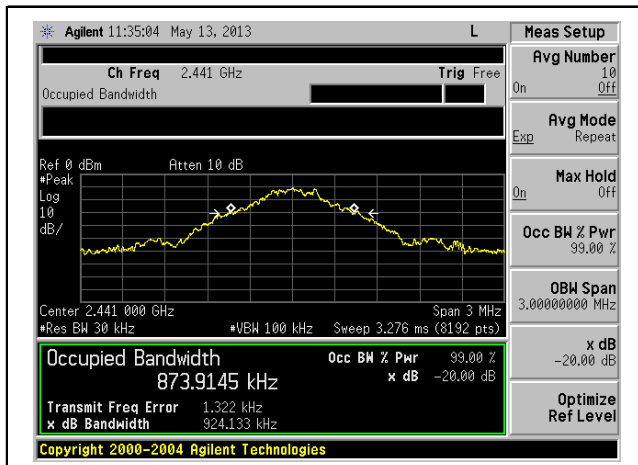 Agilent 11:35:04 May 13, 2013 L
Ch Freq 2.441 GHz Trig Free
Occupied Bandwidth
Ref 0 dBm Atten 10 dB
#Peak
Log
10
dB/
Center 2.441 000 GHz Span 3 MHz
#Res BW 30 kHz #VBW 100 kHz Sweep 3.276 ms (8192 pts)
Occupied Bandwidth Occ BW % Pwr 99.00 %
873.9145 kHz x dB -20.00 dB
Transmit Freq Error 1.322 kHz
x dB Bandwidth 924.133 kHz
Copyright 2000-2004 Agilent Technologies
Meas Setup
Avg Number
10
On Off
Avg Mode
Exp Repeat
Max Hold
On Off
Occ BW % Pwr
99.00 %
OBW Span
3.00000000 MHz
x dB
-20.00 dB
Optimize
Ref Level